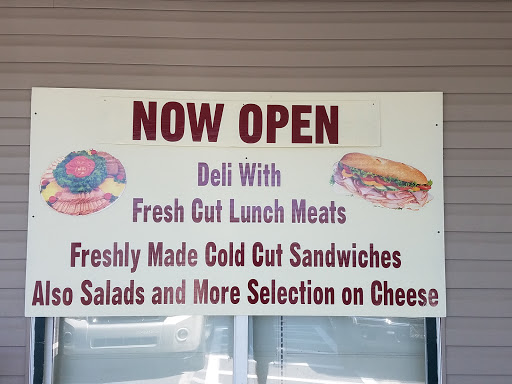 NOW OPEN
Deli With
Fresh Cut Lunch Meats
Freshly Made Cold Cut Sandwiches
Also Salads and More Selection on Cheese